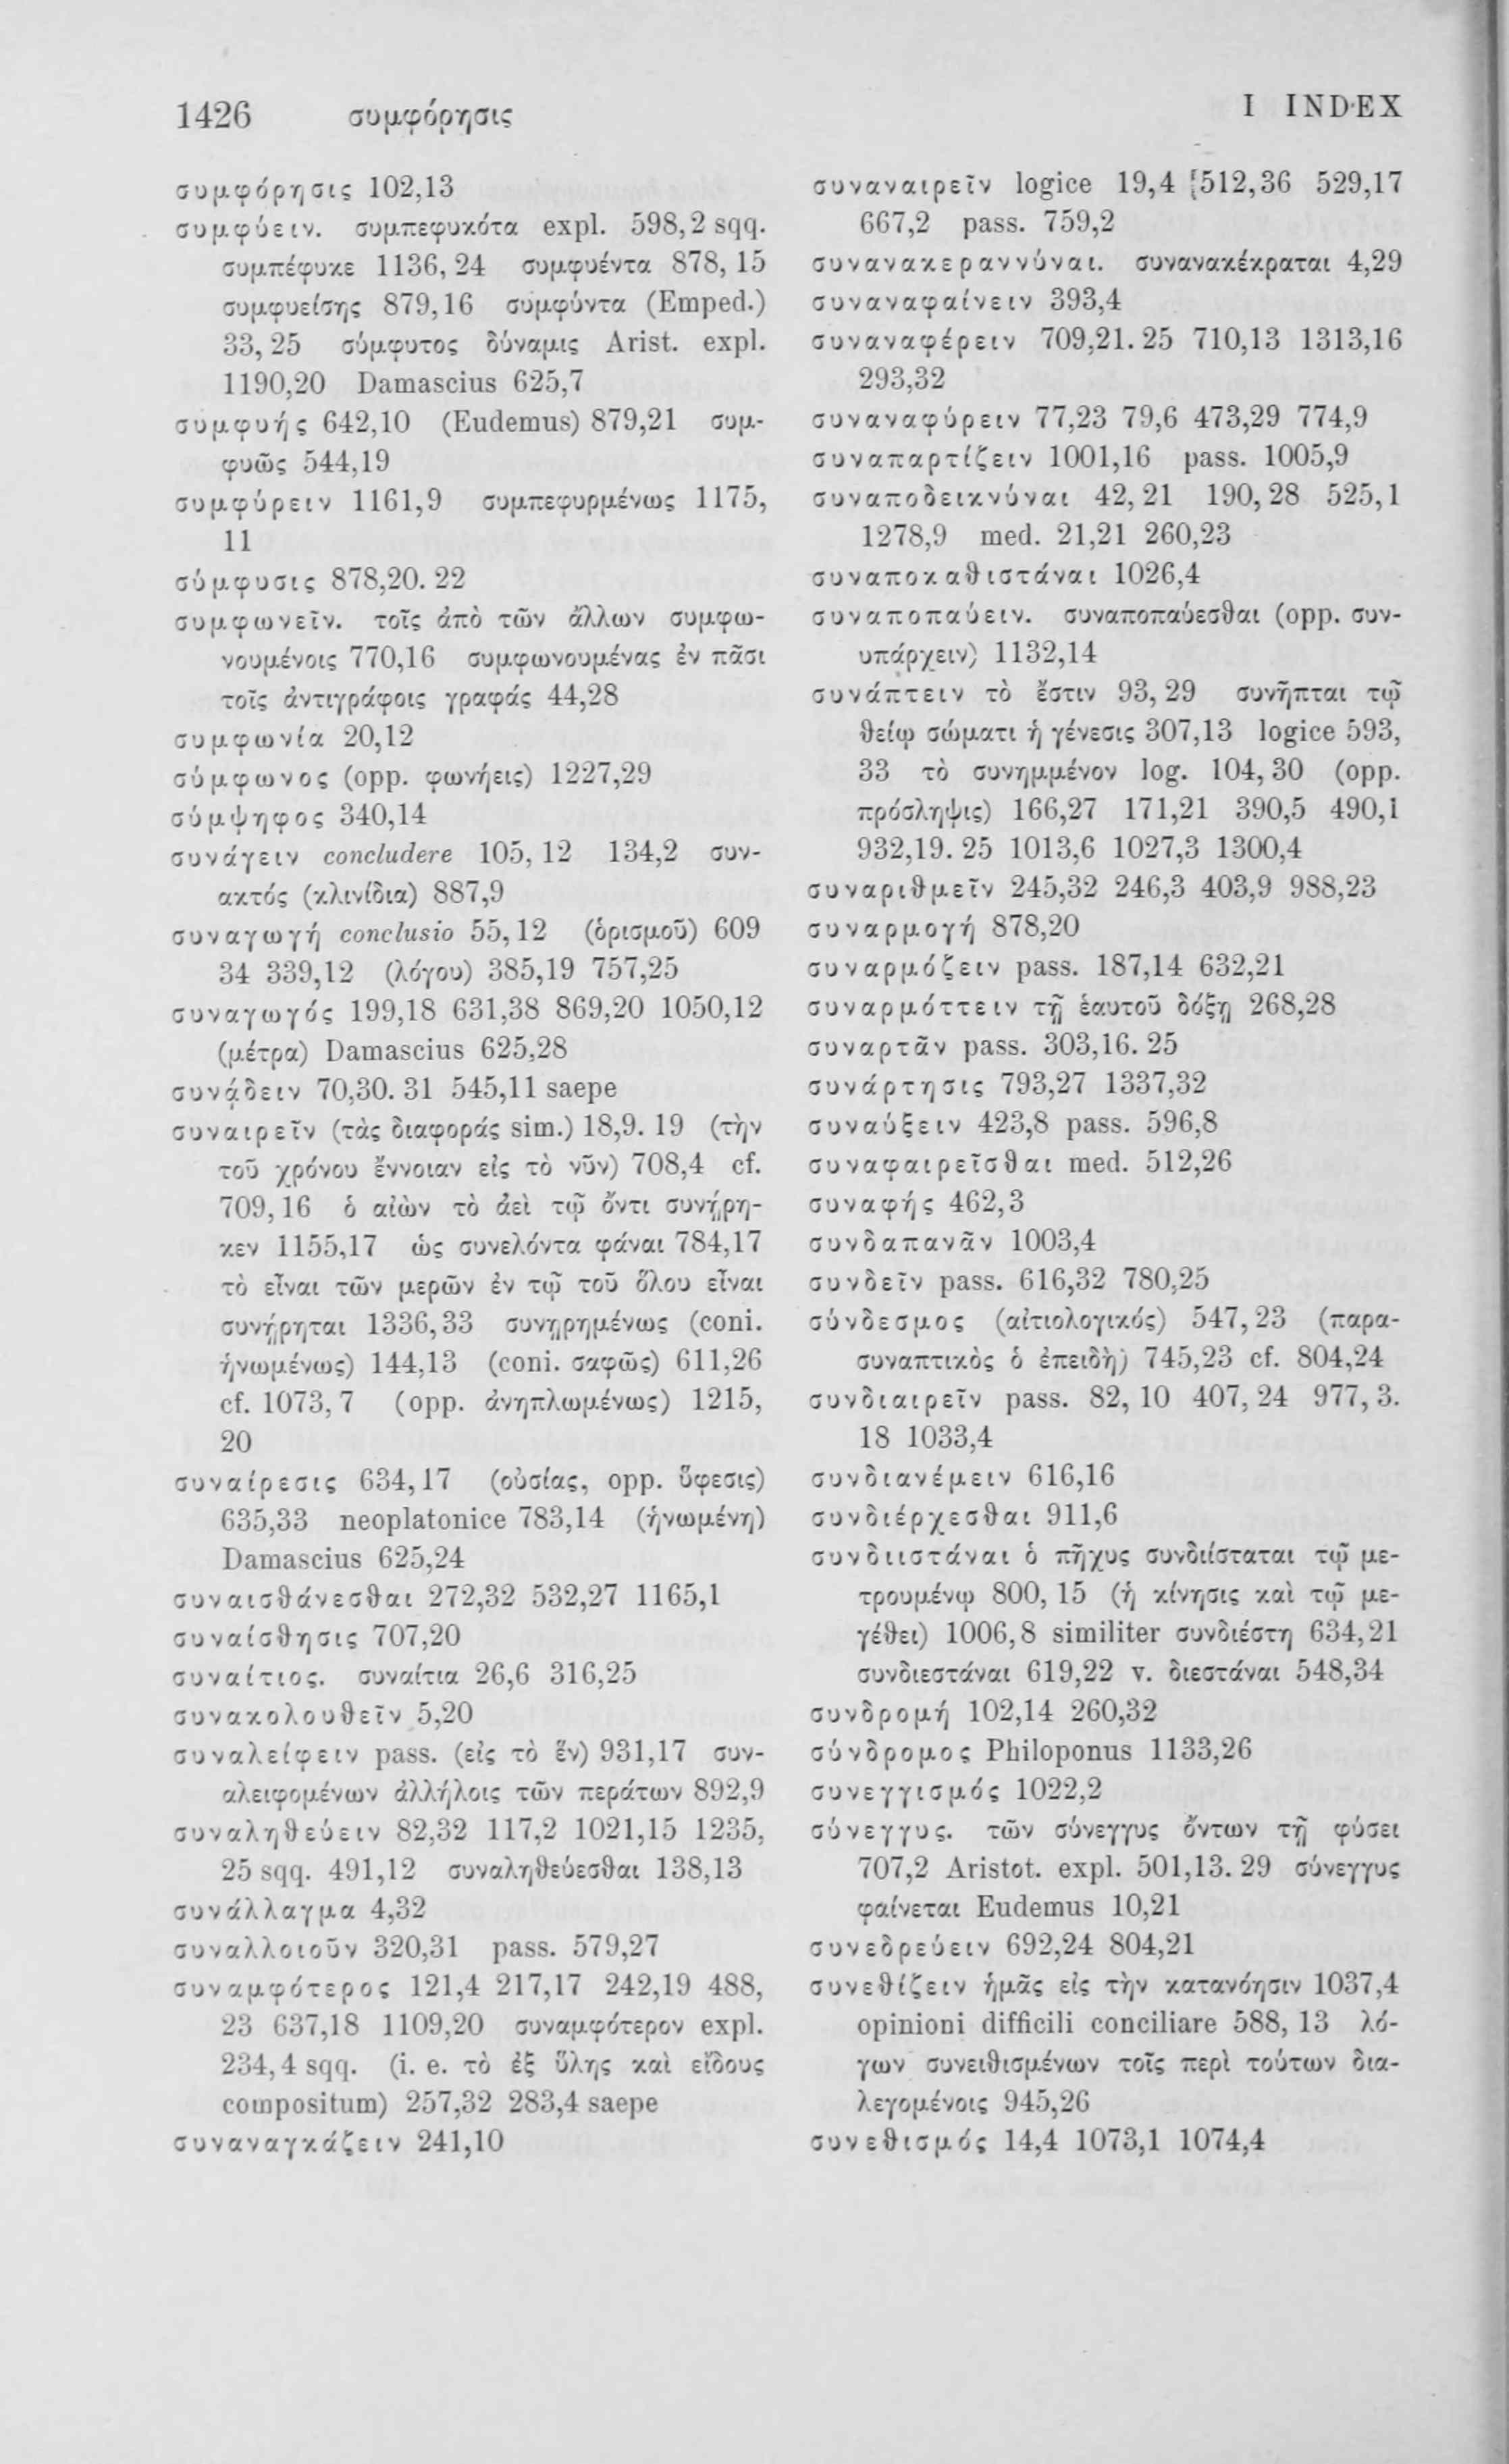 1426 συμφόρησις I INDEX
συμφόρησις 102,13
συμφύειν. συμπεφυκότα expl. 598,2 sqq.
συμπέφυκε 1136,24 συμφυέντα 878,15
συμφυείσης 879,16 συμφύντα (Emped.)
33,25 σύμφυτος δύναμις Arist. expl.
1190,20 Damascius 625,7
συμφυής 642,10 (Eudemus) 879,21 συμ-
φυῶς 544,19
συμφύρειν 1161,9 συμπεφυρμένως 1175,
11
σύμφυσις 878,20. 22
συμφωνεῖν. τοῖς ἀπὸ τῶν ἄλλων συμφω-
νουμένοις 770,16 συμφωνουμένας ἐν πᾶσι
τοῖς ἀντιγράφοις γραφάς 44,28
συμφωνία 20,12
σύμφωνος (opp. φωνήεις) 1227,29
σύμψηφος 340,14
συνάγειν concludere 105,12 134,2 συν-
ακτός (κλινίδια) 887,9
συναγωγή conclusio 55,12 (ὁρισμοῦ) 609
34 339,12 (λόγου) 385,19 757,25
συναγωγός 199,18 631,38 869,20 1050,12
(μέτρα) Damascius 625,28
συνᾴδειν 70,30. 31 545,11 saepe
συναιρεῖν (τὰς διαφοράς sim.) 18,9. 19 (τὴν
τοῦ χρόνου ἔννοιαν εἰς τὸ νῦν) 708,4 cf.
709,16 ὁ αἰὼν τὸ ἀεὶ τῷ ὄντι συνῄρη-
κεν 1155,17 ὡς συνελόντα φάναι 784,17
τὸ εἶναι τῶν μερῶν ἐν τῷ τοῦ ὅλου εἶναι
συνῄρηται 1336,33 συνῃρημένως (coni.
ἡνωμένως) 144,13 (coni. σαφῶς) 611,26
cf. 1073,7 (opp. ἀνηπλωμένως) 1215,
20
συναίρεσις 634,17 (οὐσίας, opp. ὕφεσις)
635,33 neoplatonice 783,14 (ἡνωμένη)
Damascius 625,24
συναισθάνεσθαι 272,32 532,27 1165,1
συναίσθησις 707,20
συναίτιος. συναίτια 26,6 316,25
συνακολουθεῖν 5,20
συναλείφειν pass. (εἰς τὸ ἕν) 931,17 συν-
αλειφομένων ἀλλήλοις τῶν περάτων 892,9
συναληθεύειν 82,32 117,2 1021,15 1235,
25 sqq. 491,12 συναληθεύεσθαι 138,13
συνάλλαγμα 4,32
συναλλοιοῦν 320,31 pass. 579,27
συναμφότερος 121,4 217,17 242,19 488,
23 637,18 1109,20 συναμφότερον expl.
234,4 sqq. (i. e. τὸ ἐξ ὕλης καὶ εἴδους
compositum) 257,32 283,4 saepe
συναναγκάζειν 241,10
συναναιρεῖν logice 19,4 [512,36 529,17
667,2 pass. 759,2
συνανακεραννύναι. συνανακέκραται 4,29
συναναφαίνειν 393,4
συναναφέρειν 709,21. 25 710,13 1313,16
293,32
συναναφύρειν 77,23 79,6 473,29 774,9
συναπαρτίζειν 1001,16 pass. 1005,9
συναποδεικνύναι 42,21 190,28 525,1
1278,9 med. 21,21 260,23
συναποκαθιστάναι 1026,4
συναποπαύειν. συναποπαύεσθαι (opp. συν-
υπάρχειν) 1132,14
συνάπτειν τὸ ἔστιν 93,29 συνῆπται τῷ
θείῳ σώματι ἡ γένεσις 307,13 logice 593,
33 τὸ συνημμένον log. 104,30 (opp.
πρόσληψις) 166,27 171,21 390,5 490,1
932,19. 25 1013,6 1027,3 1300,4
συναριθμεῖν 245,32 246,3 403,9 988,23
συναρμογή 878,20
συναρμόζειν pass. 187,14 632,21
συναρμόττειν τῇ ἑαυτοῦ δόξῃ 268,28
συναρτᾶν pass. 303,16. 25
συνάρτησις 793,27 1337,32
συναύξειν 423,8 pass. 596,8
συναφαιρεῖσθαι med. 512,26
συναφής 462,3
συνδαπανᾶν 1003,4
συνδεῖν pass. 616,32 780,25
σύνδεσμος (αἰτιολογικός) 547,23 (παρα-
συναπτικὸς ὁ ἐπειδὴ) 745,23 cf. 804,24
συνδιαιρεῖν pass. 82,10 407,24 977,3.
18 1033,4
συνδιανέμειν 616,16
συνδιέρχεσθαι 911,6
συνδιιστάναι ὁ πῆχυς συνδιίσταται τῷ με-
τρουμένῳ 800,15 (ἡ κίνησις καὶ τῷ με-
γέθει) 1006,8 similiter συνδιέστη 634,21
συνδιεστάναι 619,22 v. διεστάναι 548,34
συνδρομή 102,14 260,32
σύνδρομος Philoponus 1133,26
συνεγγισμός 1022,2
σύνεγγυς. τῶν σύνεγγυς ὄντων τῇ φύσει
707,2 Aristot. expl. 501,13. 29 σύνεγγυς
φαίνεται Eudemus 10,21
συνεδρεύειν 692,24 804,21
συνεθίζειν ἡμᾶς εἰς τὴν κατανόησιν 1037,4
opinioni difficili conciliare 588,13 λό-
γων συνειθισμένων τοῖς περὶ τούτων δια-
λεγομένοις 945,26
συνεθισμός 14,4 1073,1 1074,4